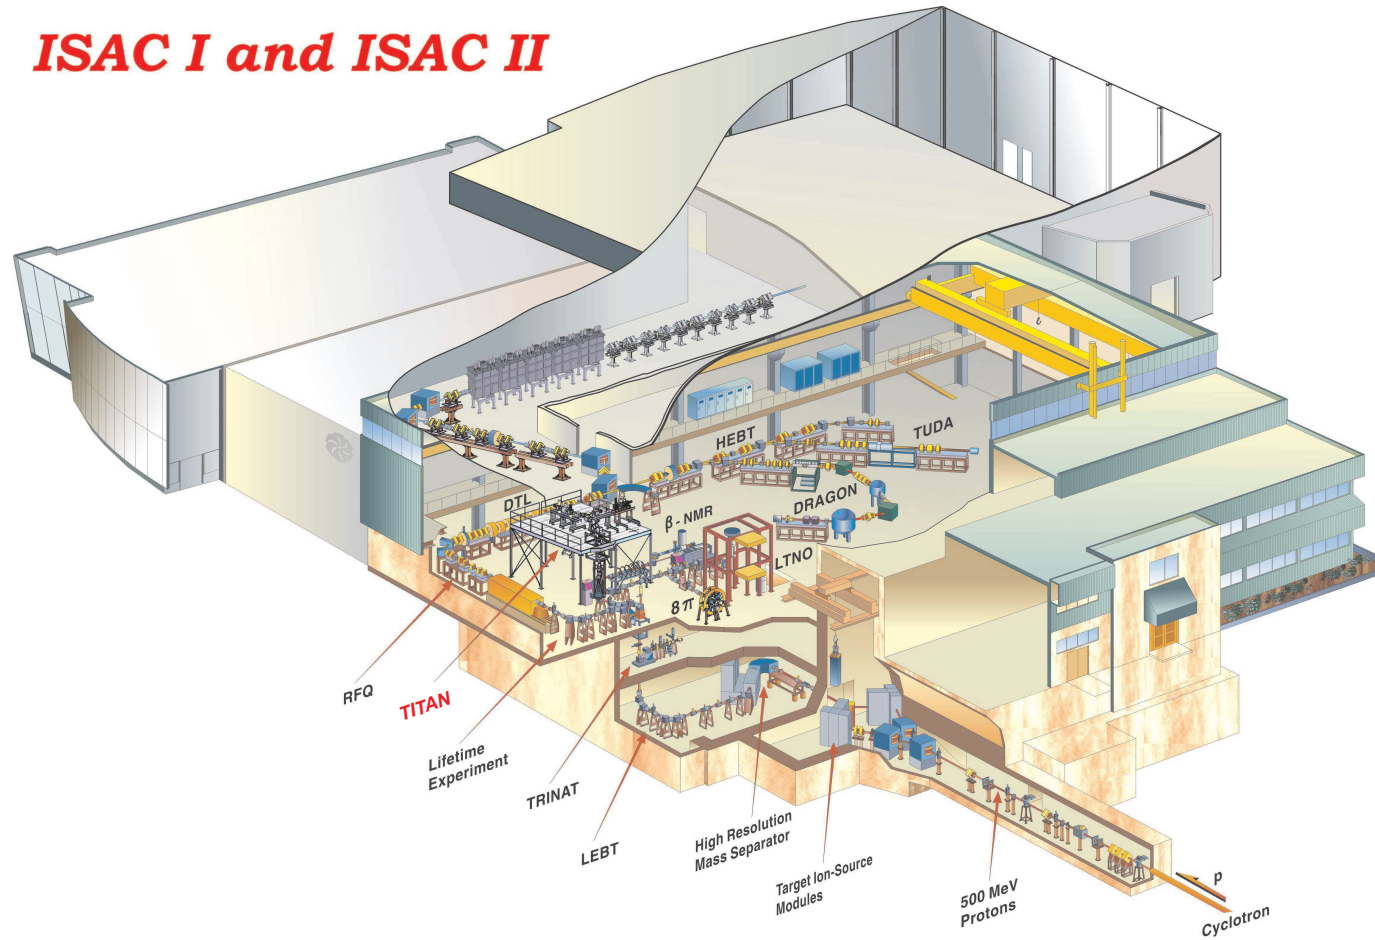 ISAC I and ISAC II
HEBT
TUDA
DTL
DRAGON
β - NMR
LTNO
8π
RFQ
TITAN
Lifetime
Experiment
TRINAT
LEBT
High Resolution
Mass Separator
Target Ion-Source
Modules
500 MeV
Protons
p
Cyclotron